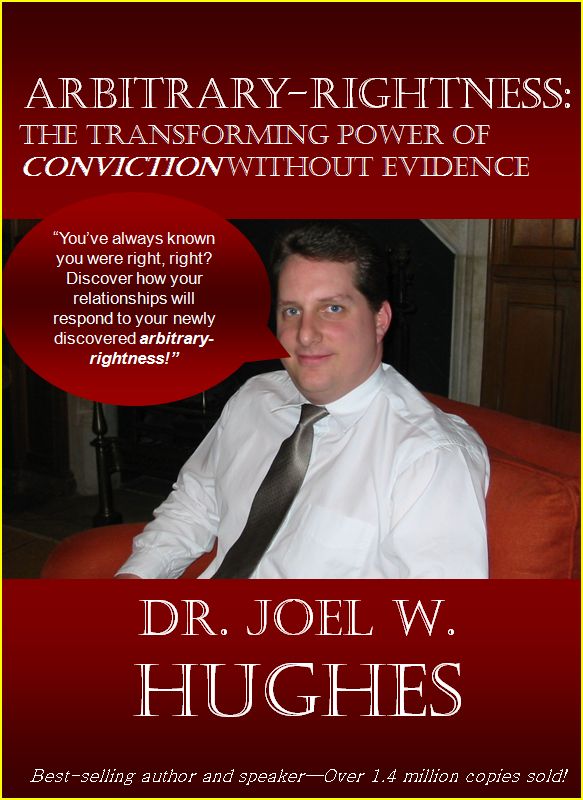 ARBITRARY-RIGHTNESS:
THE TRANSFORMING POWER OF
CONVICTION WITHOUT EVIDENCE
“You’ve always known
you were right, right?
Discover how your
relationships will
respond to your newly
discovered arbitrary-
rightness!”
DR. JOEL W.
HUGHES
Best-selling author and speaker—Over 1.4 million copies sold!